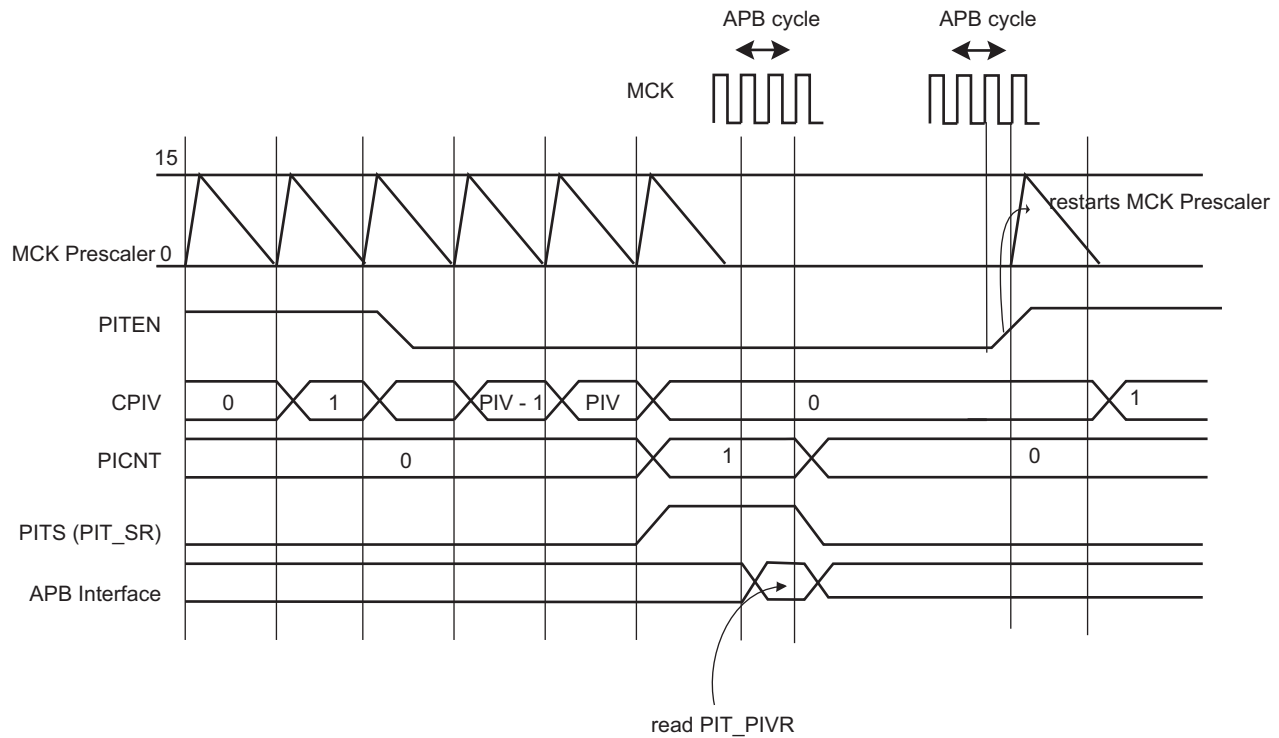 APB cycle APB cycle
MCK
15
restarts MCK Prescaler
MCK Prescaler 0
PITEN
CPIV 0 1 PIV - 1 PIV 0 1
PICNT 0 1 0
PITS (PIT_SR)
APB Interface
read PIT_PIVR